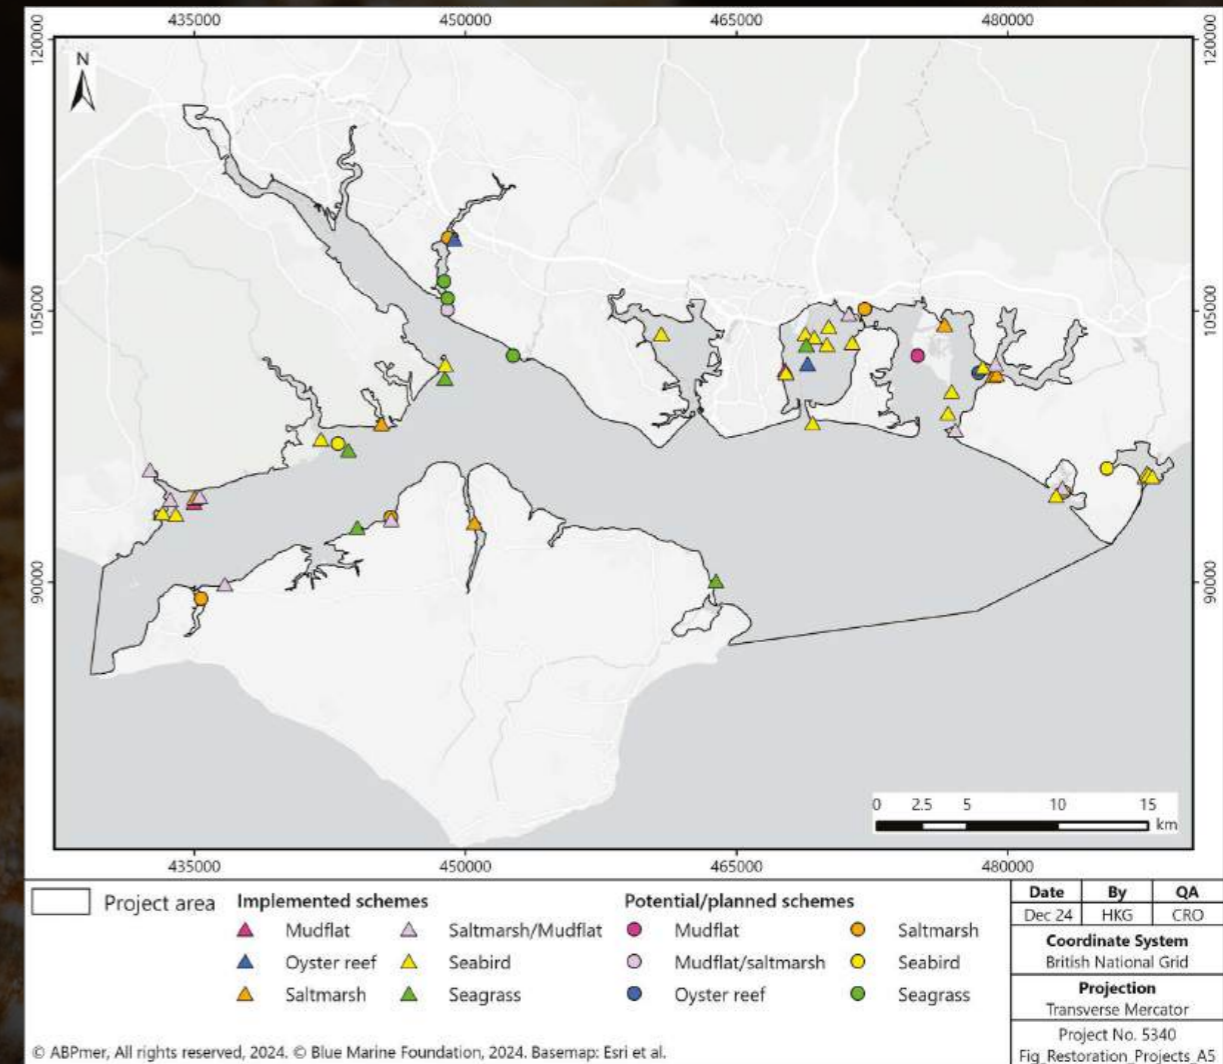 435000 450000 465000 480000
120000 120000
N
105000 105000
90000 90000
0 2.5 5 10 15
km
435000 450000 465000 480000
Project area
Implemented schemes
Mudflat
Saltmarsh/Mudflat
Oyster reef
Seabird
Saltmarsh
Seagrass
Potential/planned schemes
Mudflat
Saltmarsh
Mudflat/saltmarsh
Seabird
Oyster reef
Seagrass
Date By QA
Dec 24 HKG CRO
Coordinate System
British National Grid
Projection
Transverse Mercator
Project No. 5340
Fig_Restoration_Projects_A5
© ABPmer, All rights reserved, 2024. © Blue Marine Foundation, 2024. Basemap: Esri et al.